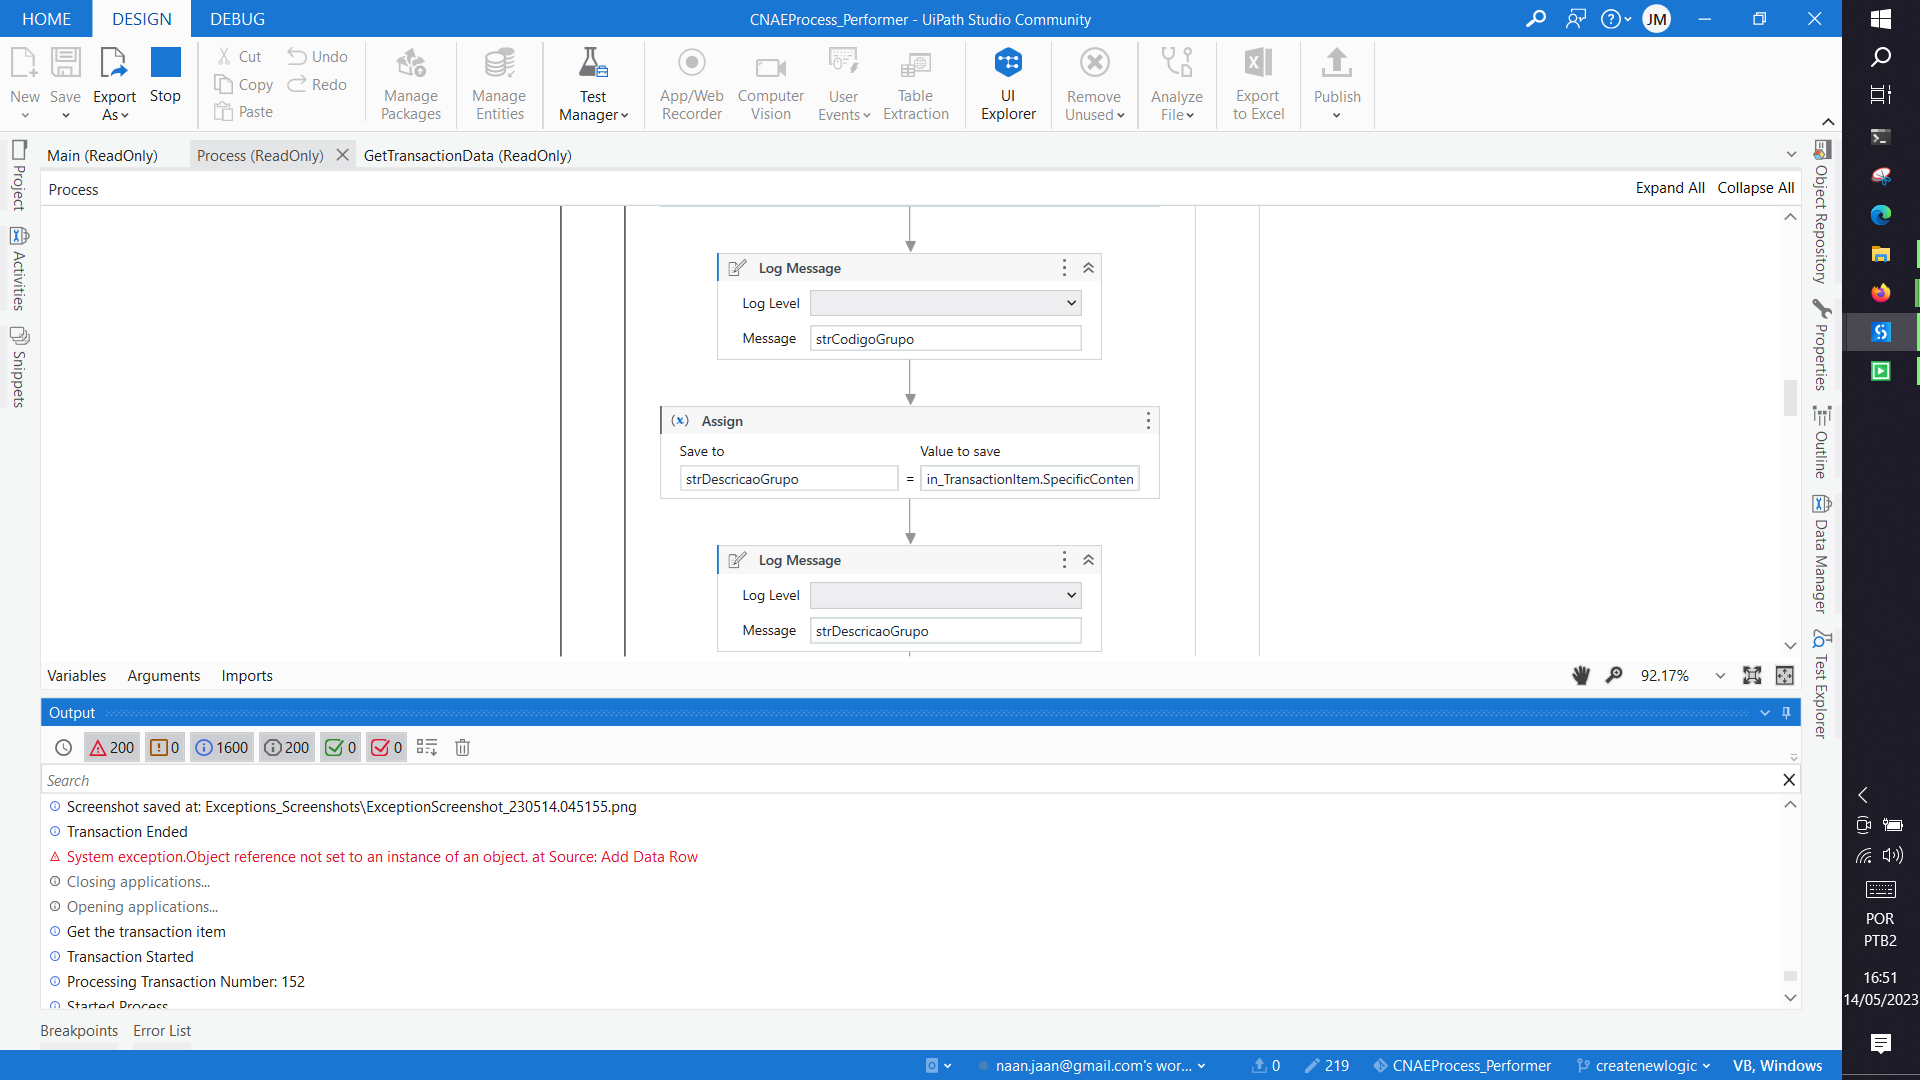 HOME DESIGN DEBUG
CNAEProcess_Performer - UiPath Studio Community
JM
New
Save
Export As
Stop
Cut
Copy
Paste
Undo
Redo
Manage Packages
Manage Entities
Test Manager
App/Web Recorder
Computer Vision
User Events
Table Extraction
UI Explorer
Remove Unused
Analyze File
Export to Excel
Publish
Main (ReadOnly)
Process (ReadOnly)
GetTransactionData (ReadOnly)
Process
Expand All
Collapse All
Project
Activities
Snippets
Log Message
Log Level
Message
strCodigoGrupo
Assign
Save to
Value to save
strDescricaoGrupo
=
in_TransactionItem.SpecificConten
Log Message
Log Level
Message
strDescricaoGrupo
Object Repository
Properties
Outline
Data Manager
Test Explorer
Variables
Arguments
Imports
92.17%
Output
200
0
1600
200
0
0
Search
Screenshot saved at: Exceptions_Screenshots\ExceptionScreenshot_230514.045155.png
Transaction Ended
System exception.Object reference not set to an instance of an object. at Source: Add Data Row
Closing applications...
Opening applications...
Get the transaction item
Transaction Started
Processing Transaction Number: 152
Started Process
Breakpoints
Error List
naan.jaan@gmail.com's wor...
0
219
CNAEProcess_Performer
createnewlogic
VB, Windows
POR
PTB2
16:51
14/05/2023